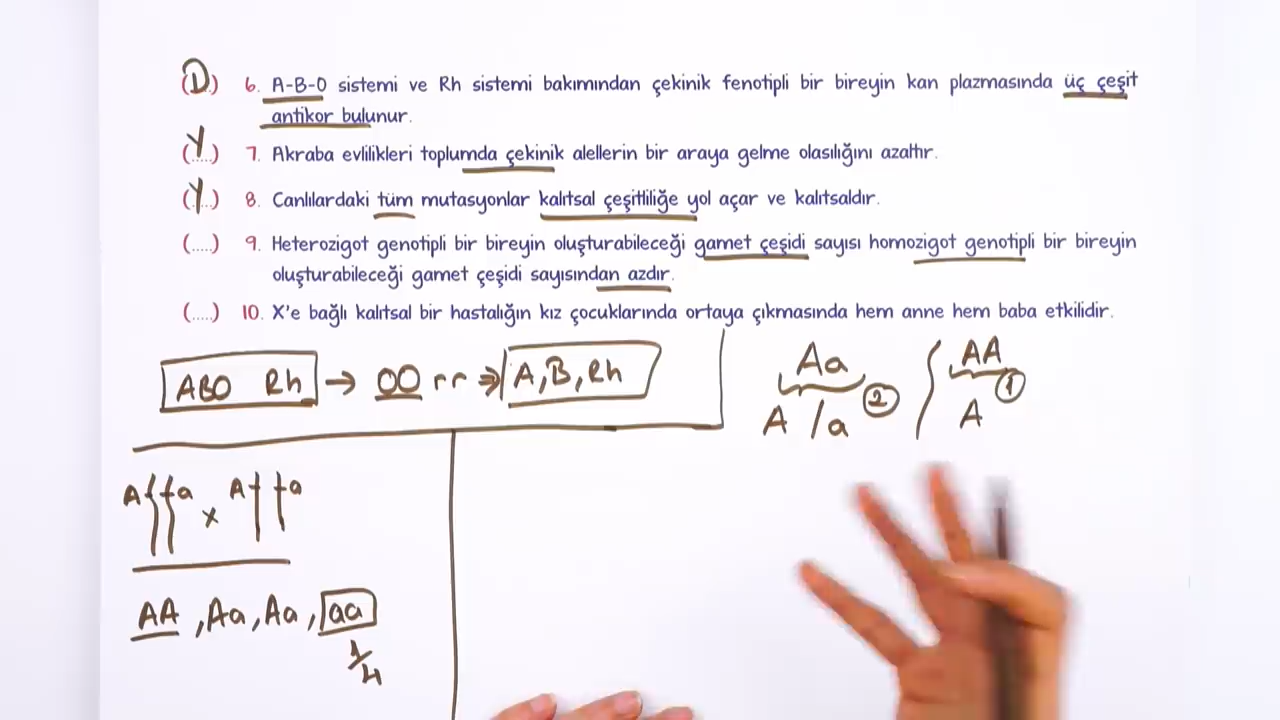 (D) 6. A-B-0 sistemi ve Rh sistemi bakımından çekinik fenotipli bir bireyin kan plazmasında üç çeşit
antikor bulunur.
(Y) 7. Akraba evlilikleri toplumda çekinik alellerin bir araya gelme olasılığını azaltır.
(Y) 8. Canlılardaki tüm mutasyonlar kalıtsal çeşitliliğe yol açar ve kalıtsaldır.
(....) 9. Heterozigot genotipli bir bireyin oluşturabileceği gamet çeşidi sayısı homozigot genotipli bir bireyin
oluşturabileceği gamet çeşidi sayısından azdır.
(....) 10. X'e bağlı kalıtsal bir hastalığın kız çocuklarında ortaya çıkmasında hem anne hem baba etkilidir.
ABO Rh → OO rr ⇒ A, B, Rh
Aa
A / a 2
AA
A 1
A a x A a
AA, Aa, Aa, aa
1/4